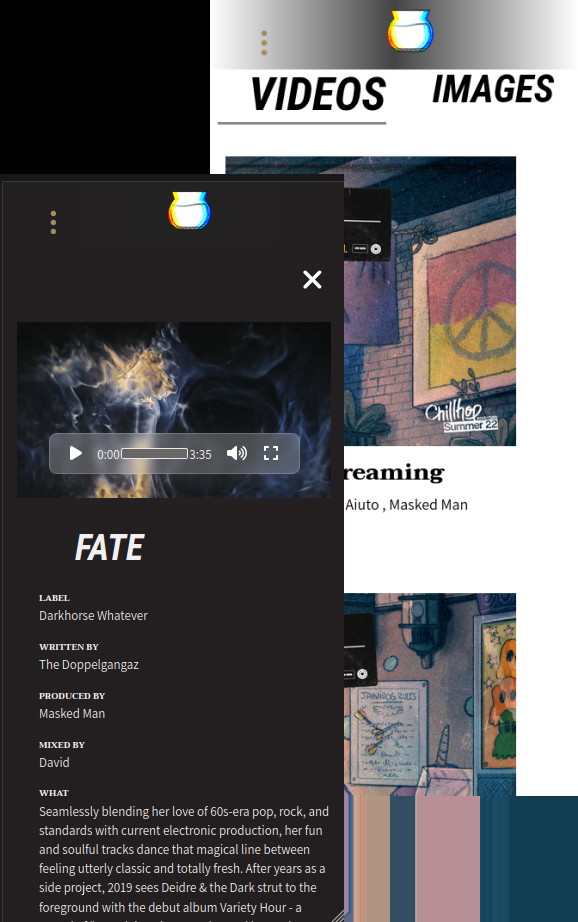 VIDEOS
IMAGES
Chillhop
Summer 22
0:00
3:35
reaming
Aiuto , Masked Man
FATE
LABEL
Darkhorse Whatever
WRITTEN BY
The Doppelgangaz
PRODUCED BY
Masked Man
MIXED BY
David
WHAT
Seamlessly blending her love of 60s-era pop, rock, and
standards with current electronic production, her fun
and soulful tracks dance that magical line between
feeling utterly classic and totally fresh. After years as a
side project, 2019 sees Deidre & the Dark strut to the
foreground with the debut album Variety Hour - a
RULES